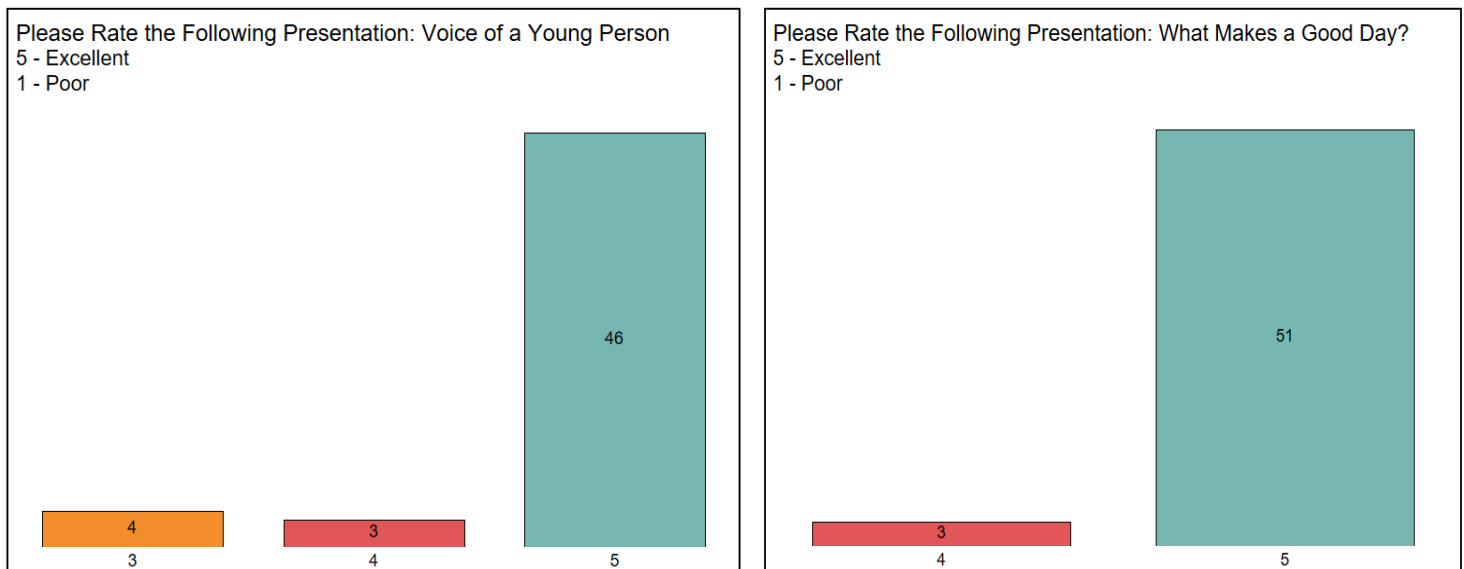 Please Rate the Following Presentation: Voice of a Young Person
5 - Excellent
1 - Poor
46
4
3
3
4
5
Please Rate the Following Presentation: What Makes a Good Day?
5 - Excellent
1 - Poor
51
3
4
5